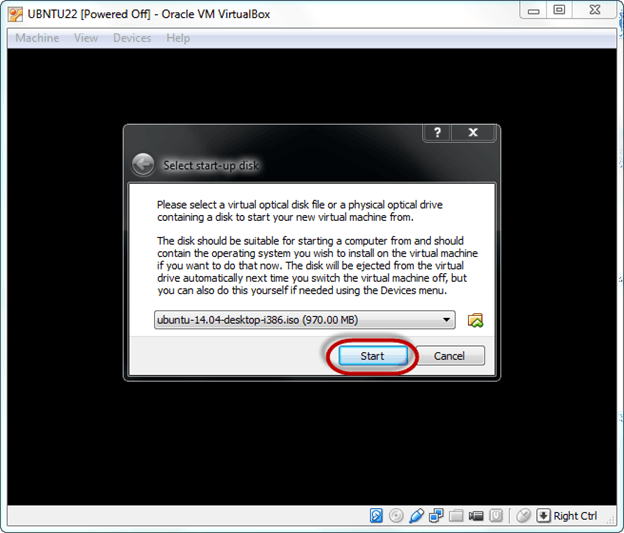 UBNTU22 [Powered Off] - Oracle VM VirtualBox
Machine View Devices Help
? X
Select start-up disk
Please select a virtual optical disk file or a physical optical drive
containing a disk to start your new virtual machine from.
The disk should be suitable for starting a computer from and should
contain the operating system you wish to install on the virtual machine
if you want to do that now. The disk will be ejected from the virtual
drive automatically next time you switch the virtual machine off, but
you can also do this yourself if needed using the Devices menu.
ubuntu-14.04-desktop-i386.iso (970.00 MB)
Start Cancel
Right Ctrl